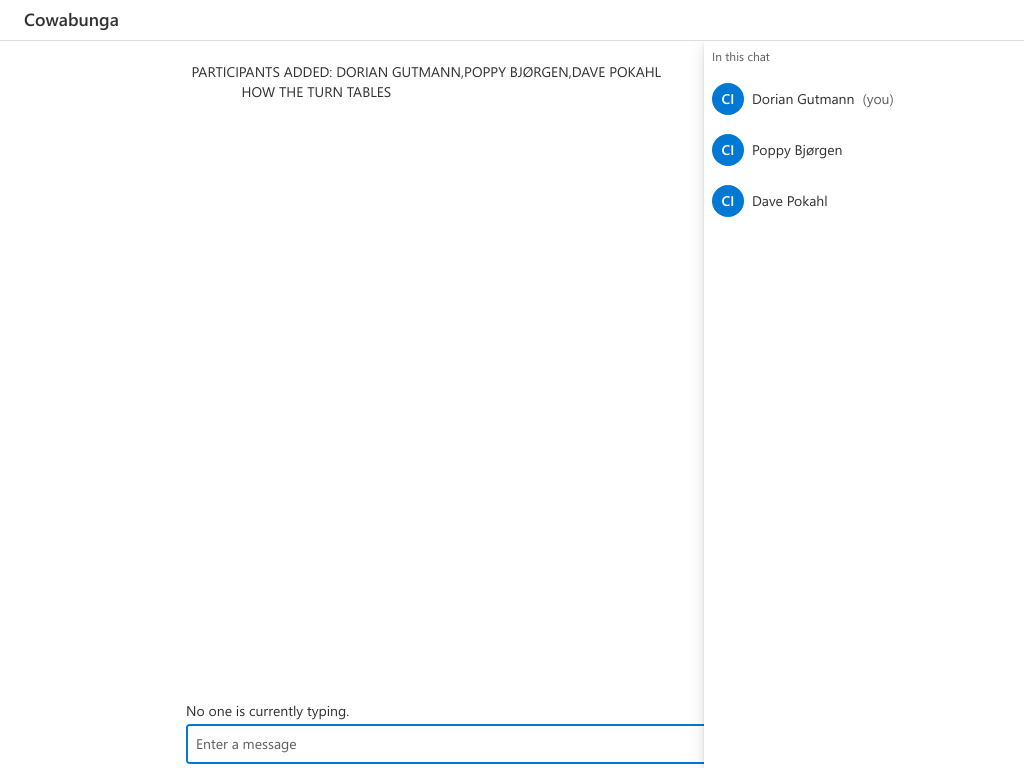 Cowabunga
PARTICIPANTS ADDED: DORIAN GUTMANN,POPPY BJØRGEN,DAVE POKAHL
HOW THE TURN TABLES
No one is currently typing.
Enter a message
In this chat
CI Dorian Gutmann (you)
CI Poppy Bjørgen
CI Dave Pokahl